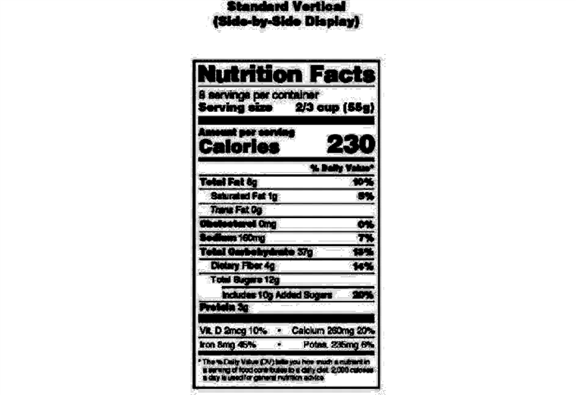 Standard Vertical
(Side-by-Side Display)
Nutrition Facts
8 servings per container
Serving size 2/3 cup (55g)
Amount per serving
Calories 230
% Daily Value*
Total Fat 8g 10%
Saturated Fat 1g 5%
Trans Fat 0g
Cholesterol 0mg 0%
Sodium 160mg 7%
Total Carbohydrate 37g 13%
Dietary Fiber 4g 14%
Total Sugars 12g
Includes 10g Added Sugars 20%
Protein 3g
Vit. D 2mcg 10% • Calcium 260mg 20%
Iron 8mg 45% • Potas. 235mg 6%
* The % Daily Value (DV) tells you how much a nutrient in
a serving of food contributes to a daily diet. 2,000 calories
a day is used for general nutrition advice.